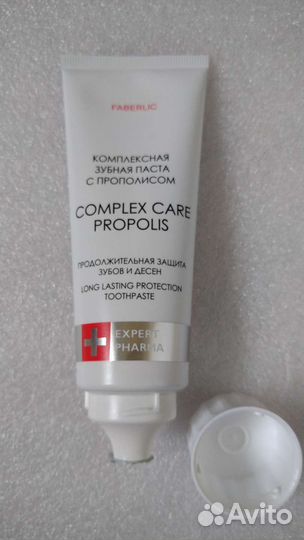 FABERLIC
КОМПЛЕКСНАЯ
ЗУБНАЯ ПАСТА
С ПРОПОЛИСОМ
COMPLEX CARE
PROPOLIS
ПРОДОЛЖИТЕЛЬНАЯ ЗАЩИТА
ЗУБОВ И ДЕСЕН
LONG LASTING PROTECTION
TOOTHPASTE
EXPERT
PHARMA
Avito